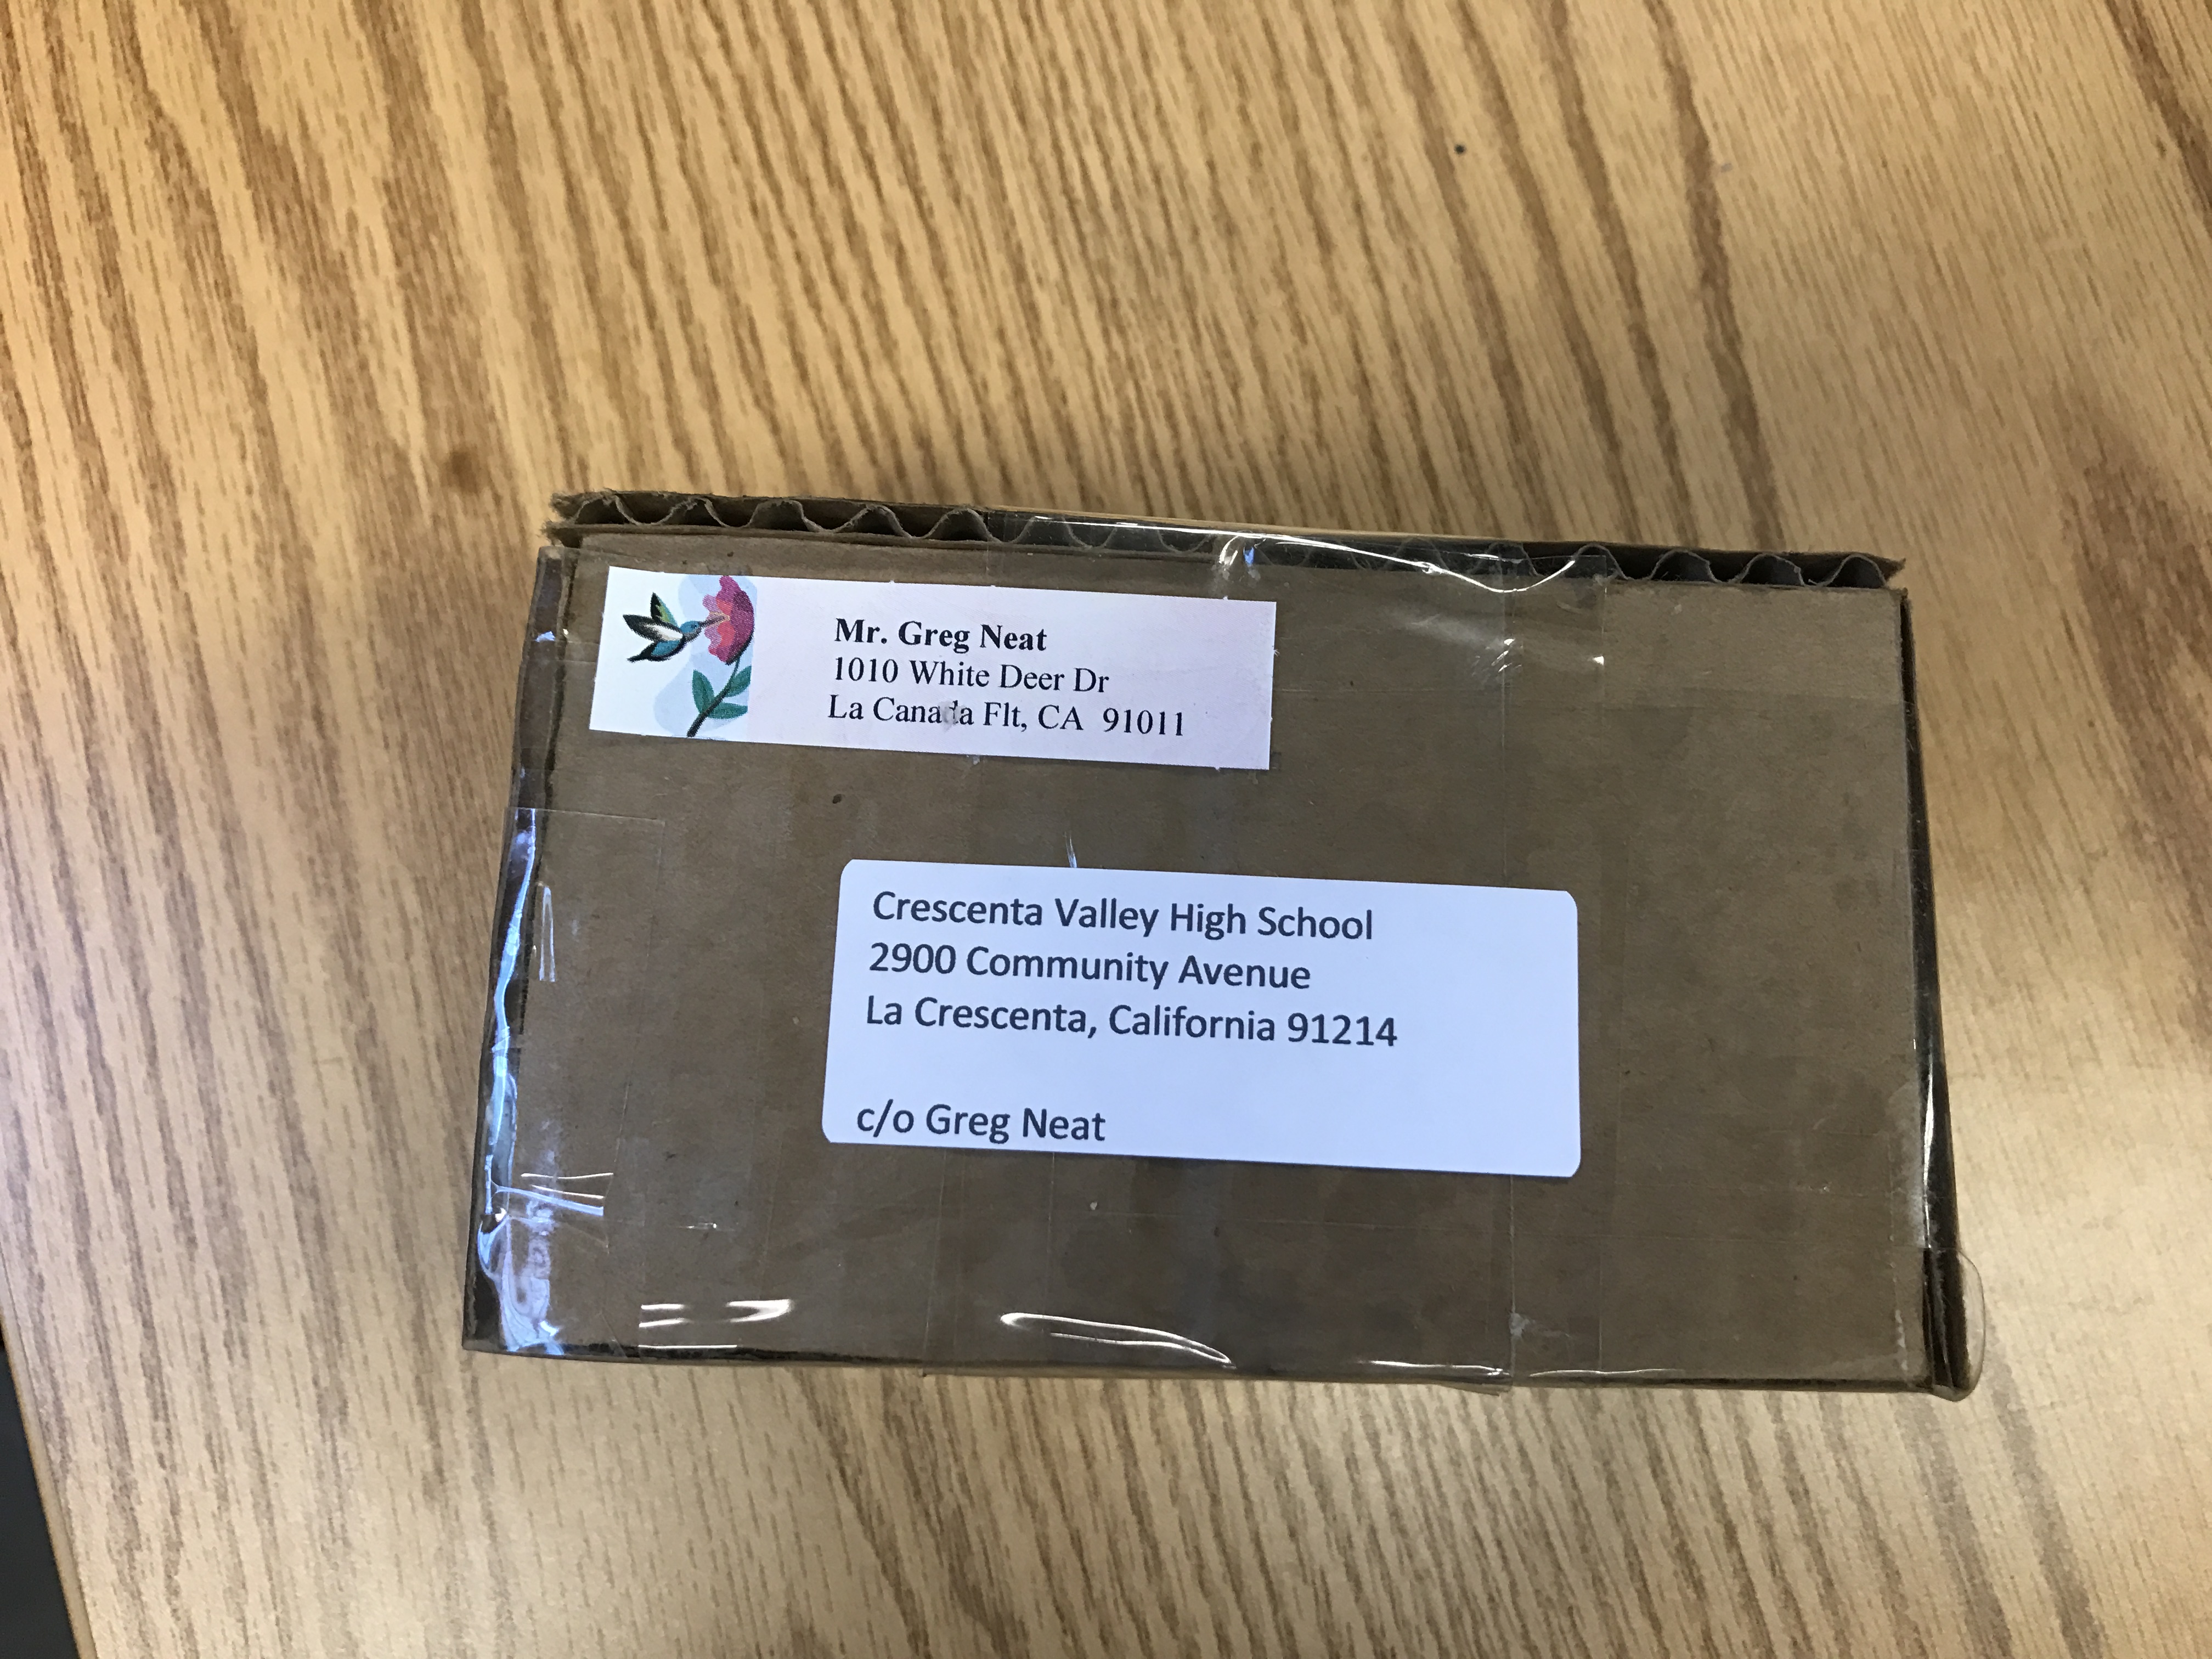 Mr. Greg Neat
1010 White Deer Dr
La Canada Flt, CA 91011
Crescenta Valley High School
2900 Community Avenue
La Crescenta, California 91214
c/o Greg Neat